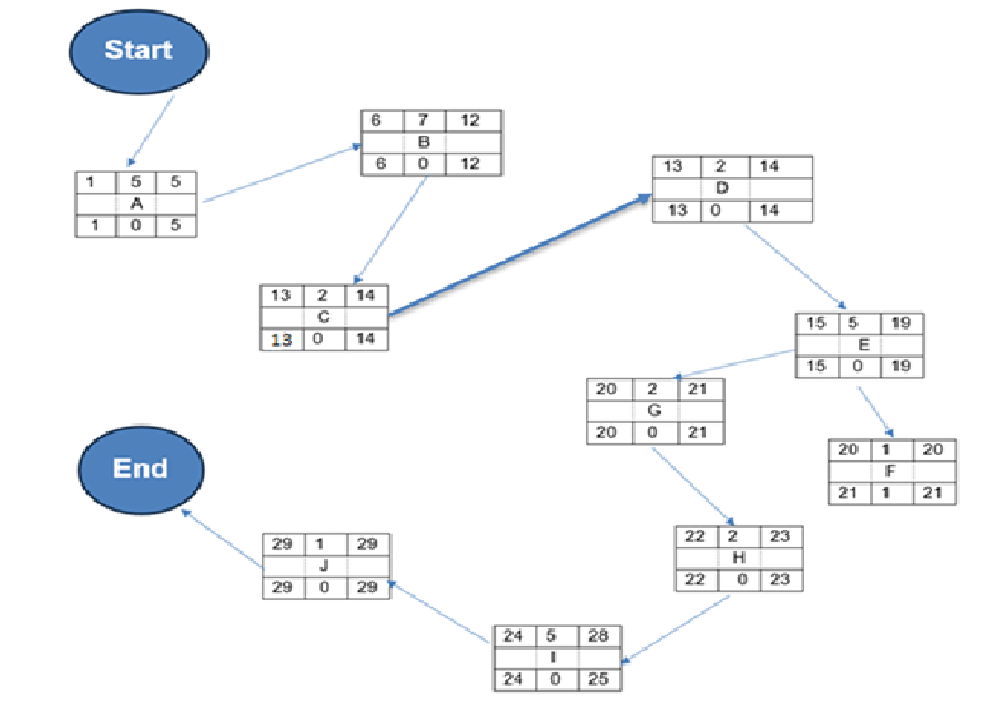 Start
1 5 5
A
1 0 5
6 7 12
B
6 0 12
13 2 14
C
13 0 14
13 2 14
D
13 0 14
15 5 19
E
15 0 19
20 1 20
F
21 1 21
20 2 21
G
20 0 21
22 2 23
H
22 0 23
24 5 28
I
24 0 25
29 1 29
J
29 0 29
End